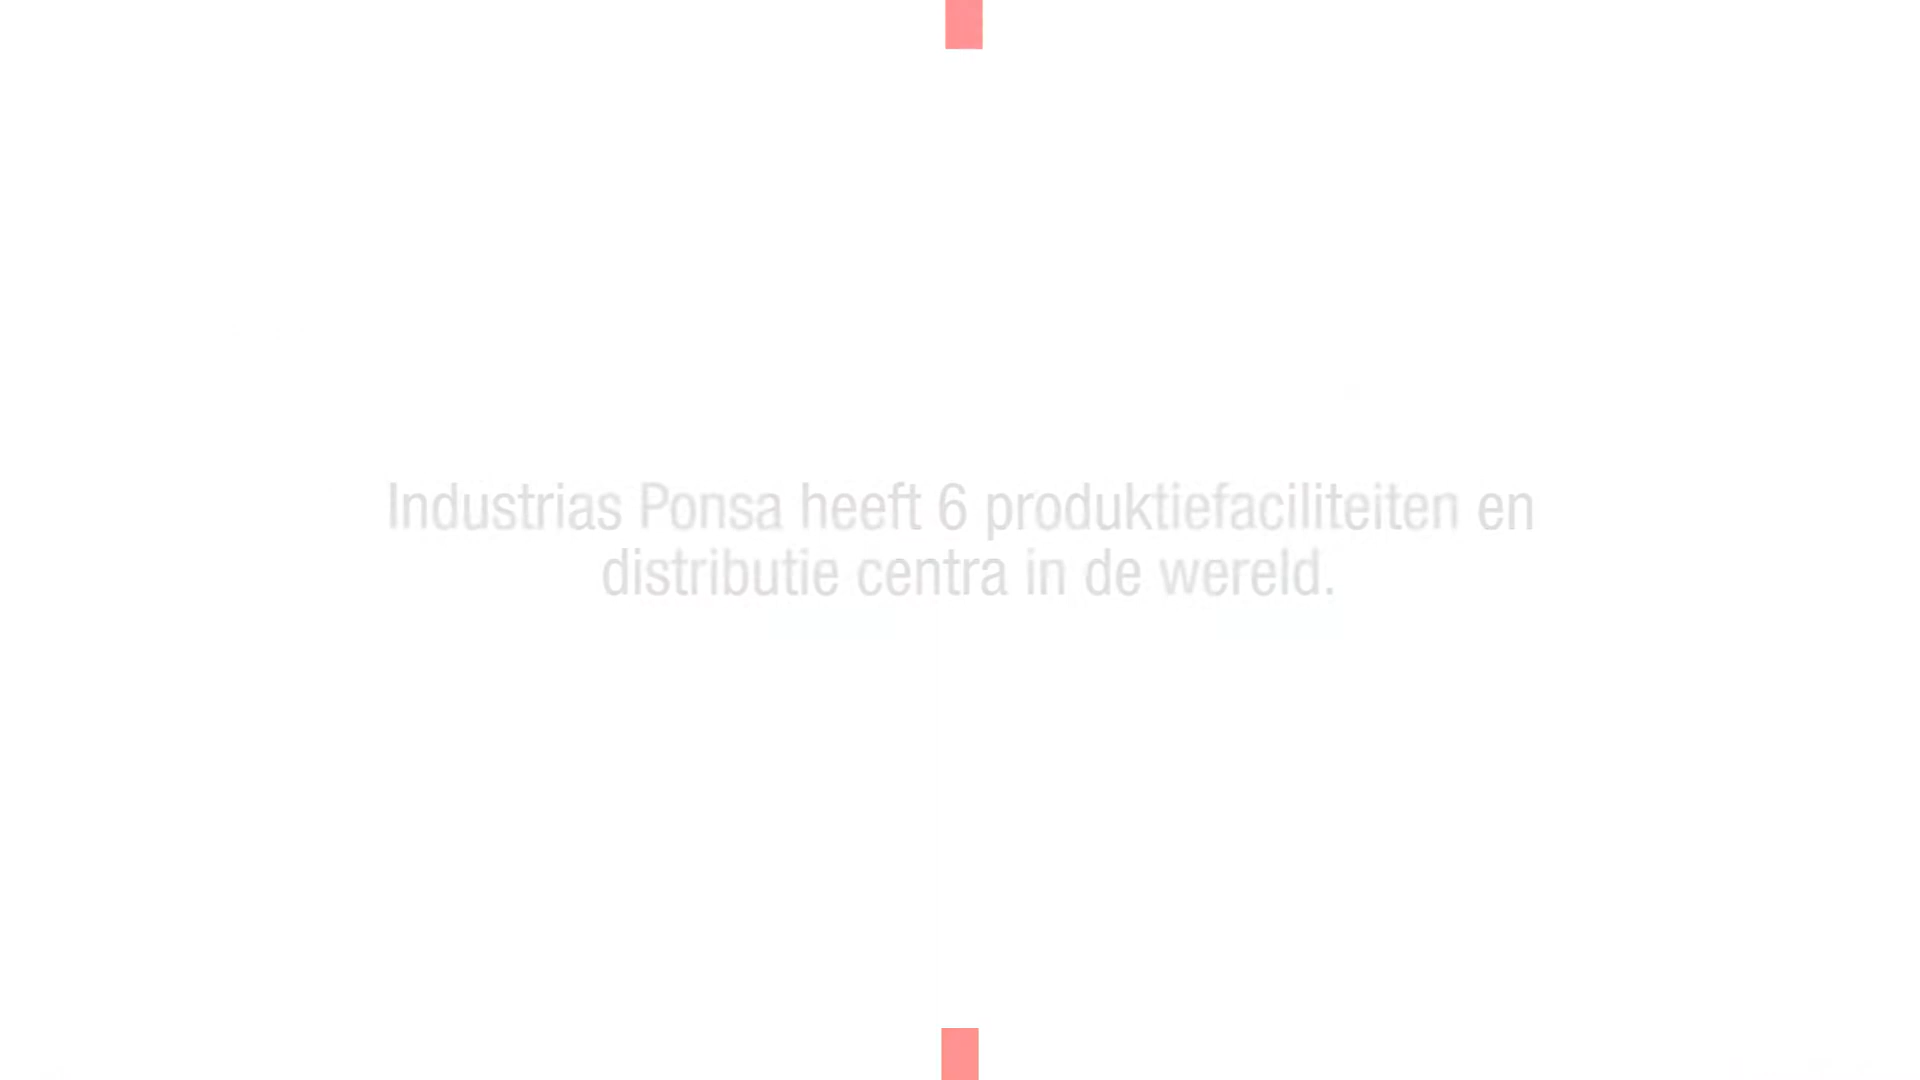 Industrias Ponsa heeft 6 produktiefaciliteiten en
distributie centra in de wereld.